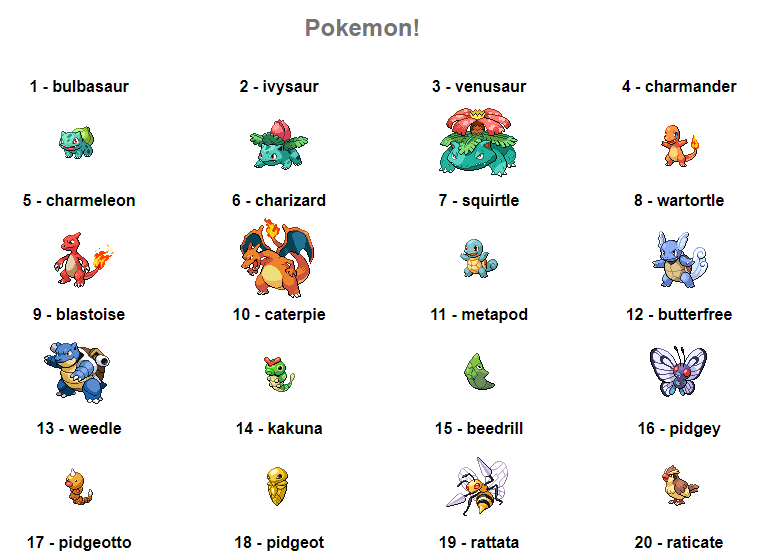 Pokemon!
1 - bulbasaur
2 - ivysaur
3 - venusaur
4 - charmander
5 - charmeleon
6 - charizard
7 - squirtle
8 - wartortle
9 - blastoise
10 - caterpie
11 - metapod
12 - butterfree
13 - weedle
14 - kakuna
15 - beedrill
16 - pidgey
17 - pidgeotto
18 - pidgeot
19 - rattata
20 - raticate